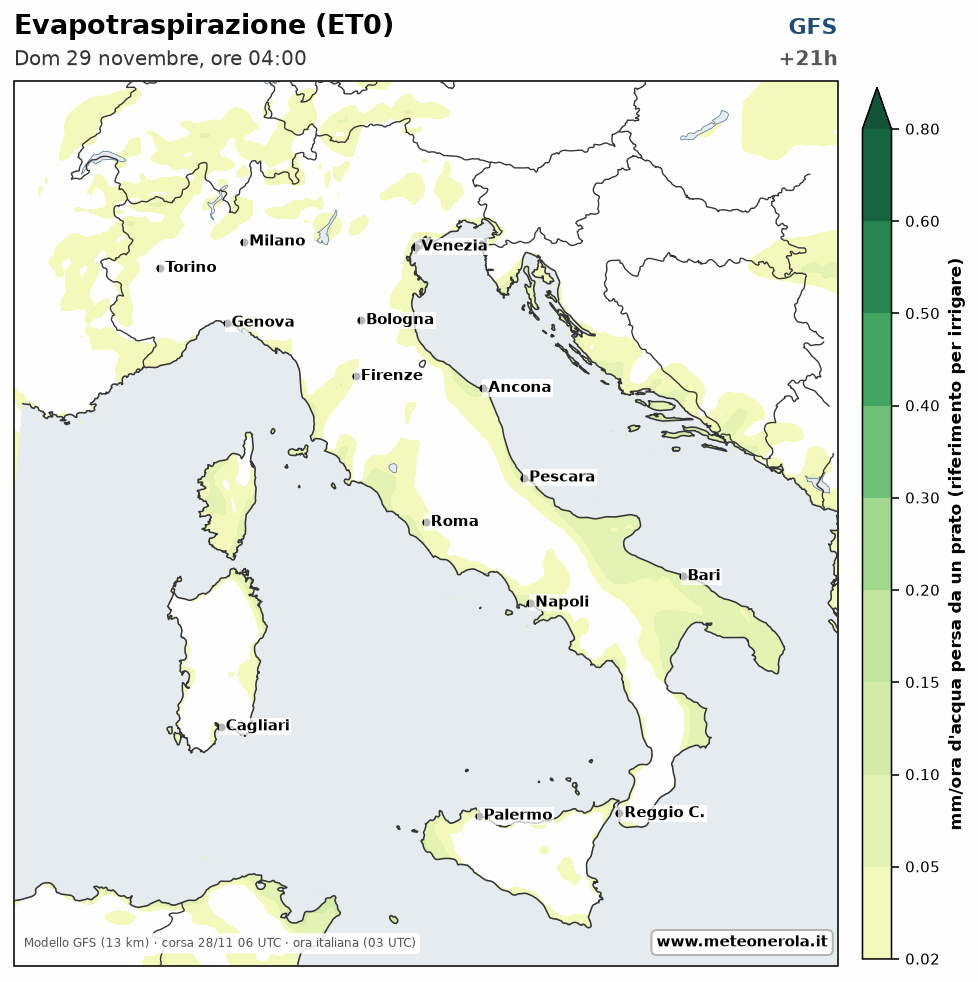 Evapotraspirazione (ET0)
GFS
Dom 29 novembre, ore 04:00
+21h
0.80
0.60
0.50
0.40
0.30
0.20
0.15
0.10
0.05
0.02
mm/ora d'acqua persa da un prato (riferimento per irrigare)
Milano
Venezia
Torino
Genova
Bologna
Firenze
Ancona
Pescara
Roma
Bari
Napoli
Cagliari
Palermo
Reggio C.
Modello GFS (13 km) · corsa 28/11 06 UTC · ora italiana (03 UTC)
www.meteonerola.it